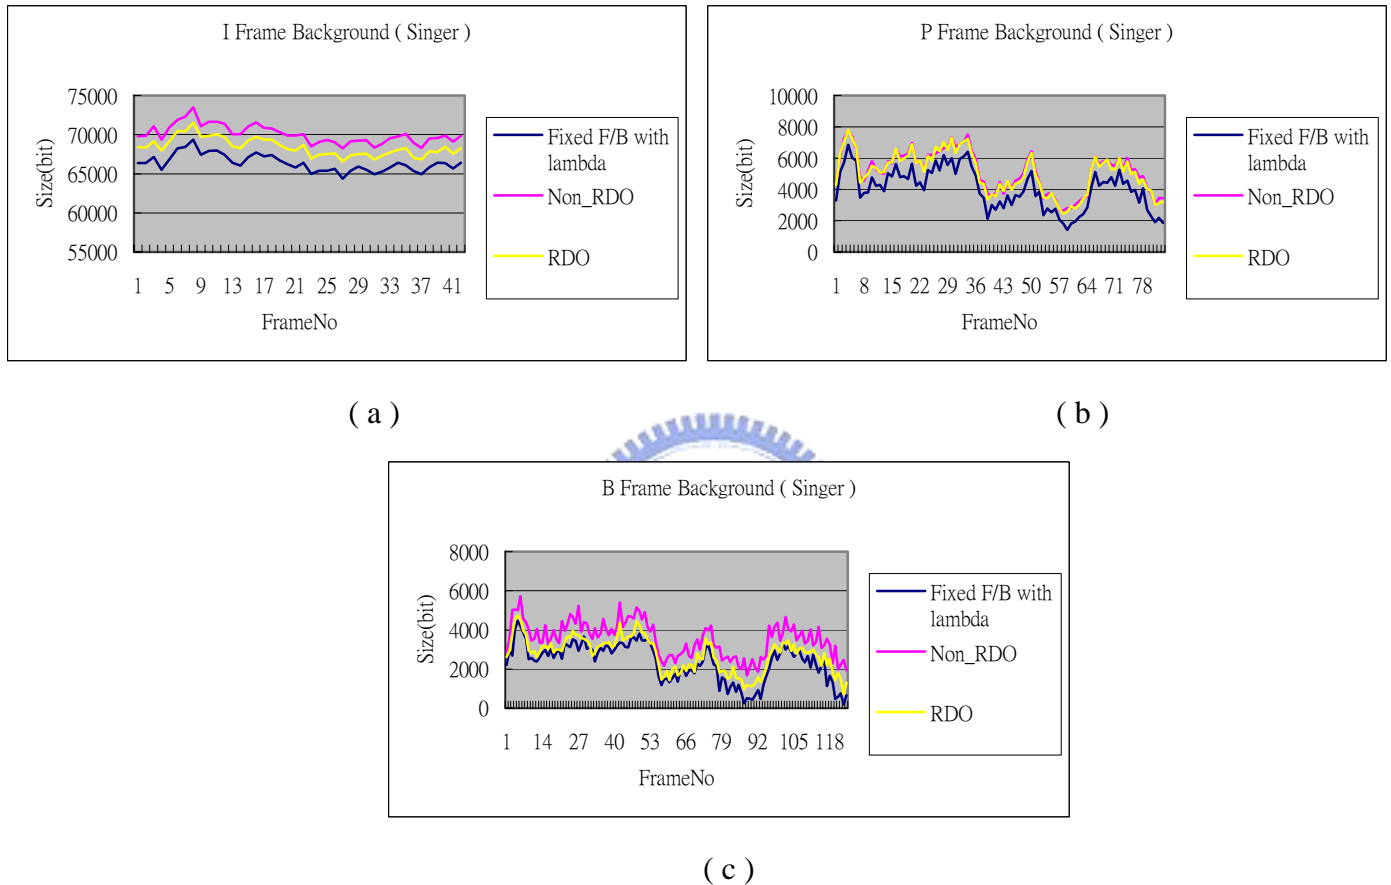 I Frame Background ( Singer )
75000
70000
65000
60000
55000
Size(bit)
1 5 9 13 17 21 25 29 33 37 41
FrameNo
Fixed F/B with
lambda
Non_RDO
RDO
( a )
P Frame Background ( Singer )
10000
8000
6000
4000
2000
0
Size(bit)
1 8 15 22 29 36 43 50 57 64 71 78
FrameNo
Fixed F/B with
lambda
Non_RDO
RDO
( b )
B Frame Background ( Singer )
8000
6000
4000
2000
0
Size(bit)
1 14 27 40 53 66 79 92 105 118
FrameNo
Fixed F/B with
lambda
Non_RDO
RDO
( c )